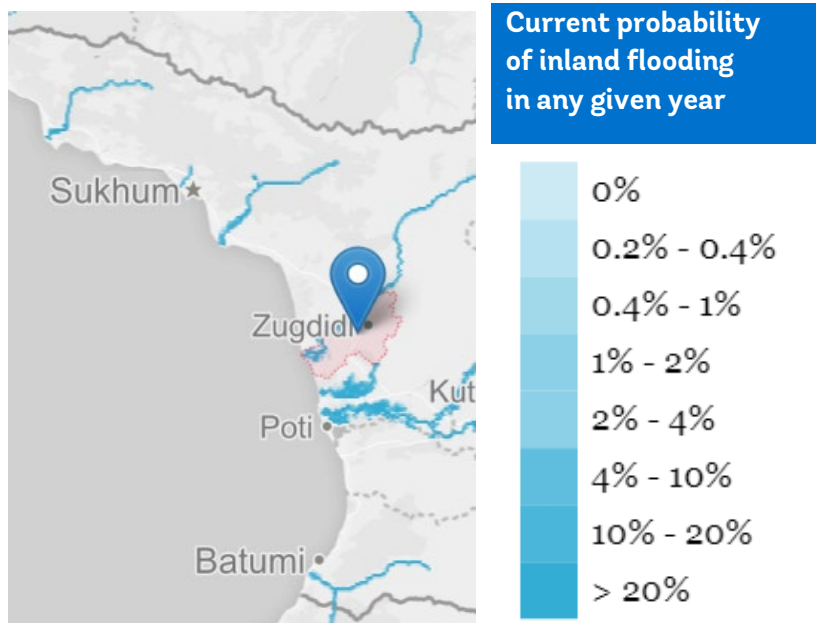 Current probability
of inland flooding
in any given year
0%
0.2% - 0.4%
0.4% - 1%
1% - 2%
2% - 4%
4% - 10%
10% - 20%
> 20%
Sukhum
Zugdidi
Kut
Poti
Batumi